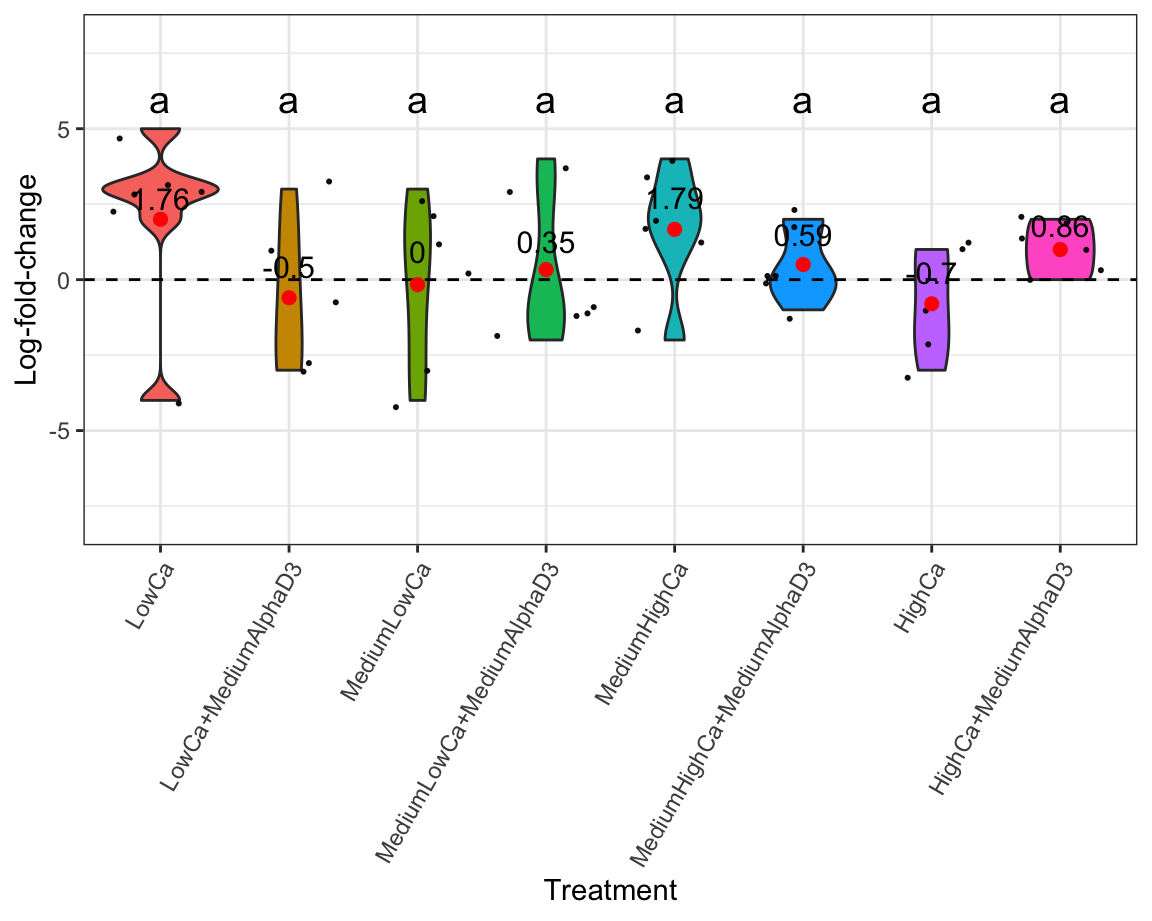 a a a a a a a a
5
1.76 -0.5 0 0.35 1.79 0.59 -0.7 0.86
0
-5
Log-fold-change
LowCa
LowCa+MediumAlphaD3
MediumLowCa
MediumLowCa+MediumAlphaD3
MediumHighCa
MediumHighCa+MediumAlphaD3
HighCa
HighCa+MediumAlphaD3
Treatment